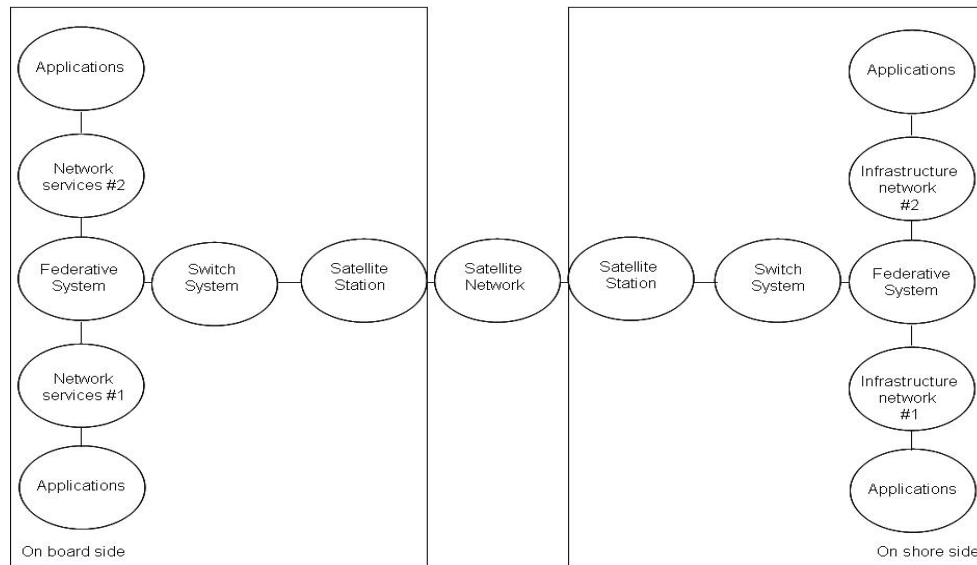 Applications
Network
services #2
Federative
System
Switch
System
Satellite
Station
Network
services #1
Applications
On board side
Satellite
Network
Applications
Infrastructure
network
#2
Satellite
Station
Switch
System
Federative
System
Infrastructure
network
#1
Applications
On shore side